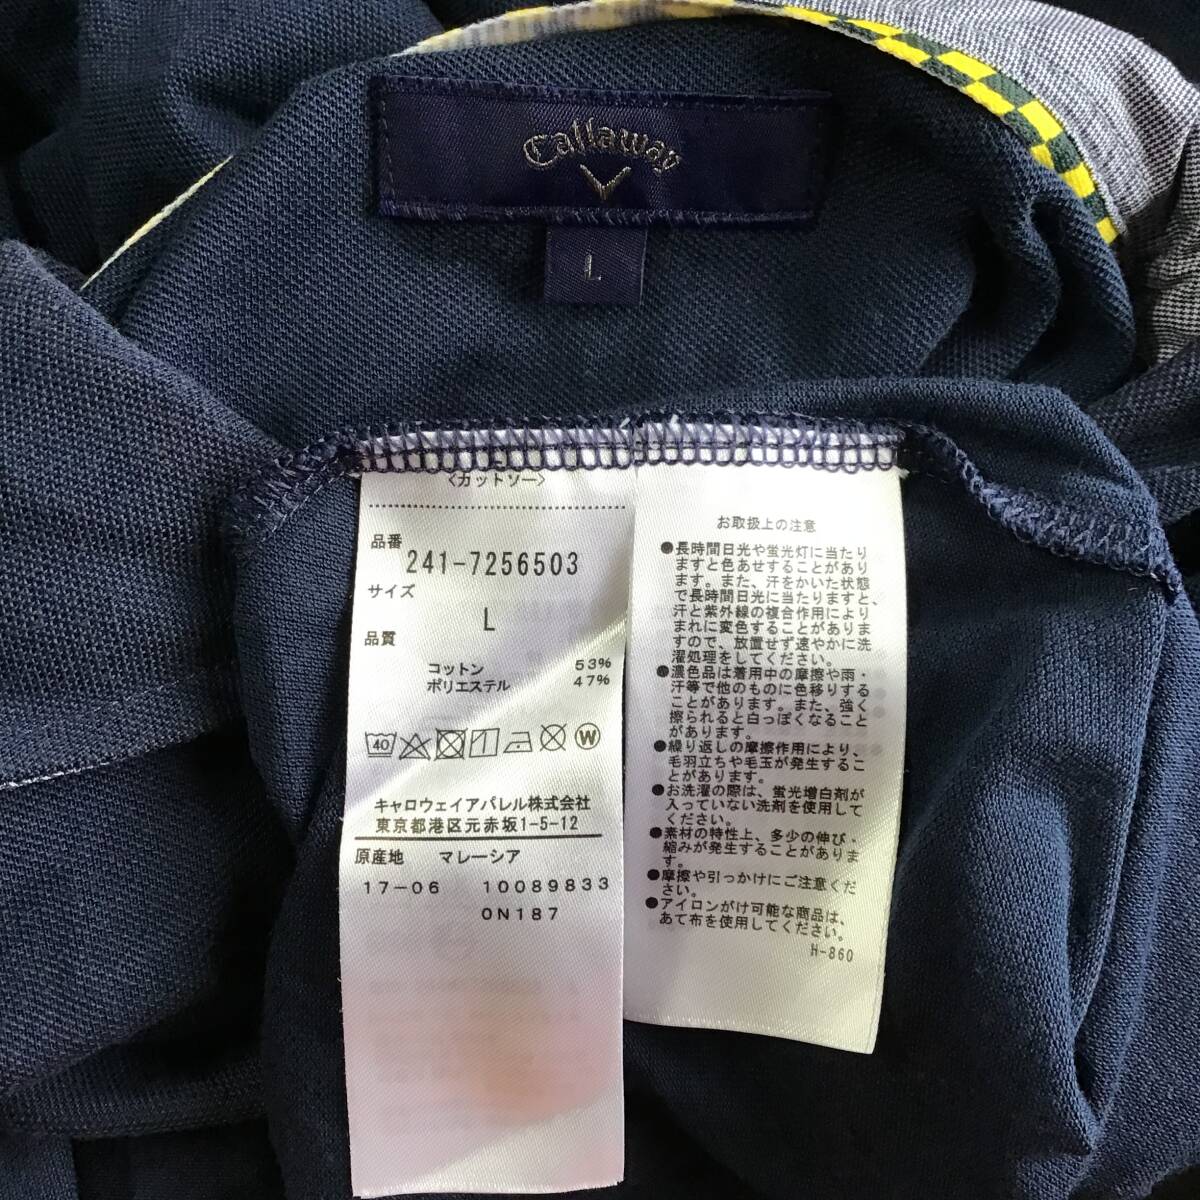 Callaway
L
〈カットソー〉
品番
241-7256503
サイズ
L
品質
コットン 53%
ポリエステル 47%
40 W
キャロウェイアパレル株式会社
東京都港区元赤坂1-5-12
原産地 マレーシア
17-06 10089833
0N187
お取扱上の注意
●長時間日光や蛍光灯に当たり
ますと色あせすることがあり
ます。また、汗をかいた状態
で長時間日光に当たりますと、
汗と紫外線の複合作用により
まれに変色することがありま
すので、放置せず速やかに洗
濯処理をしてください。
●濃色品は着用中の摩擦や雨・
汗等で他のものに色移りする
ことがあります。また、強く
擦られると白っぽくなること
があります。
●繰り返しの摩擦作用により、
毛羽立ちや毛玉が発生するこ
とがあります。
●お洗濯の際は、蛍光増白剤が
入っていない洗剤を使用して
ください。
●素材の特性上、多少の伸び・
縮みが発生することがありま
す。
●摩擦や引っかけにご注意くだ
さい。
●アイロンがけ可能な商品は、
あて布を使用してください。
H-860